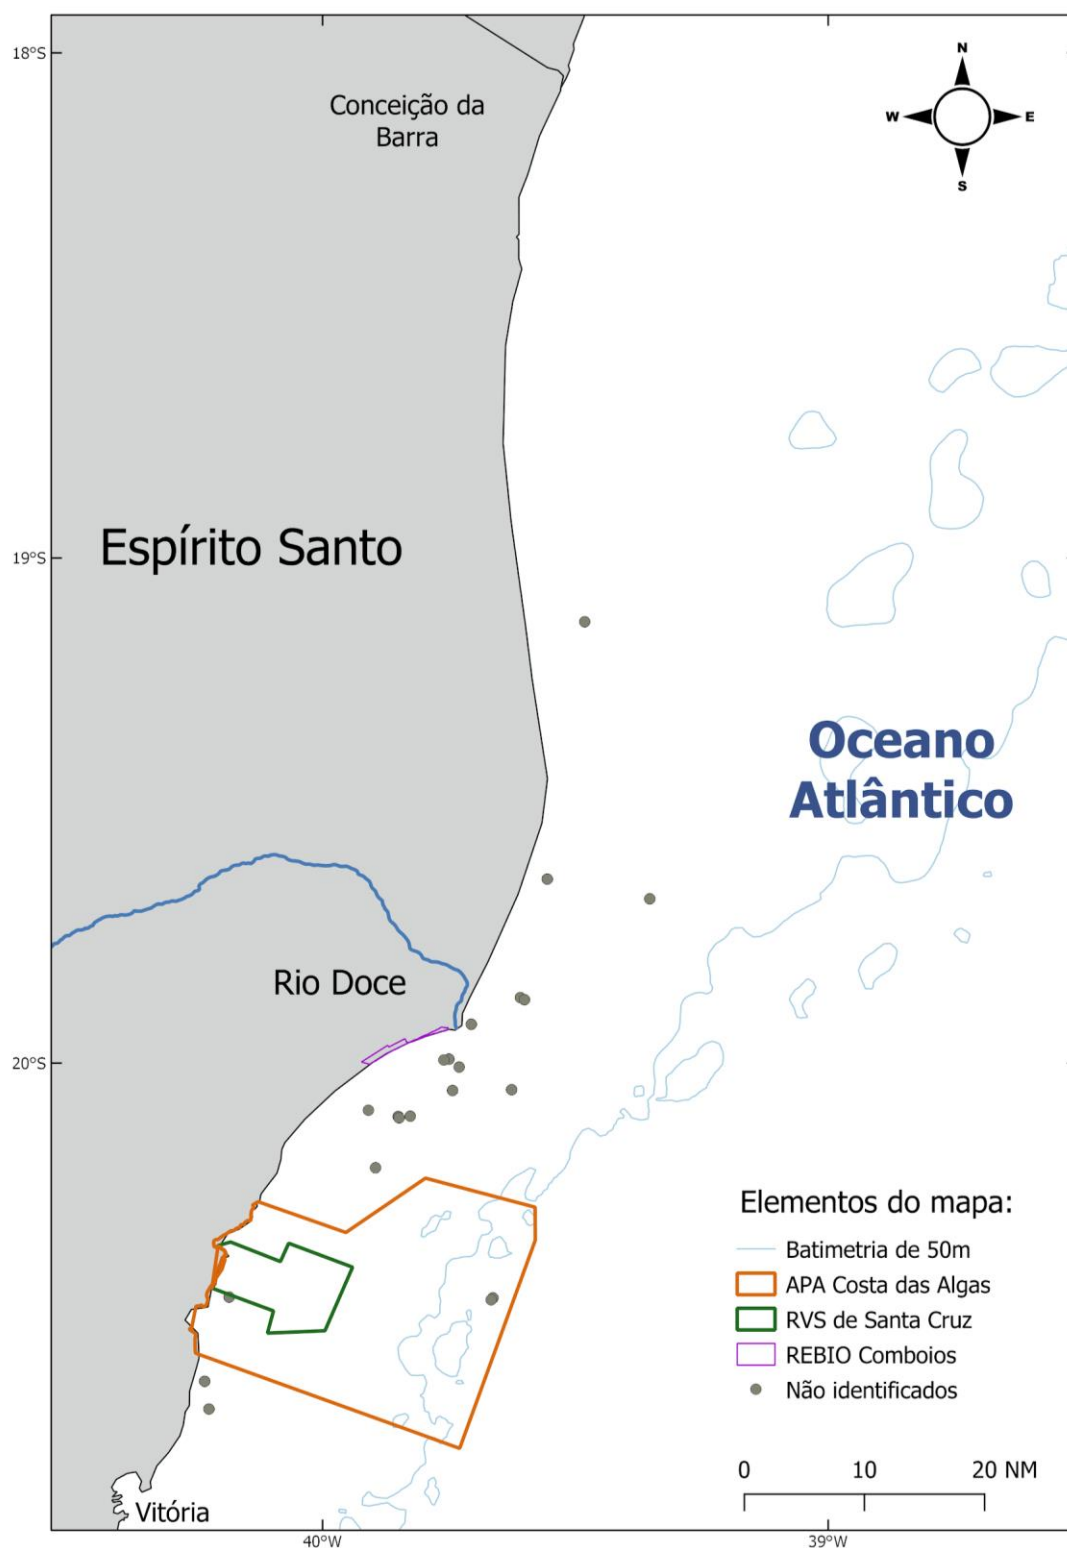 18°S
Conceição da
Barra
N
W
E
S
Espírito Santo
19°S
Oceano
Atlântico
Rio Doce
20°S
Elementos do mapa:
Batimetria de 50m
APA Costa das Algas
RVS de Santa Cruz
REBIO Comboios
Não identificados
0 10 20 NM
Vitória
40°W
39°W